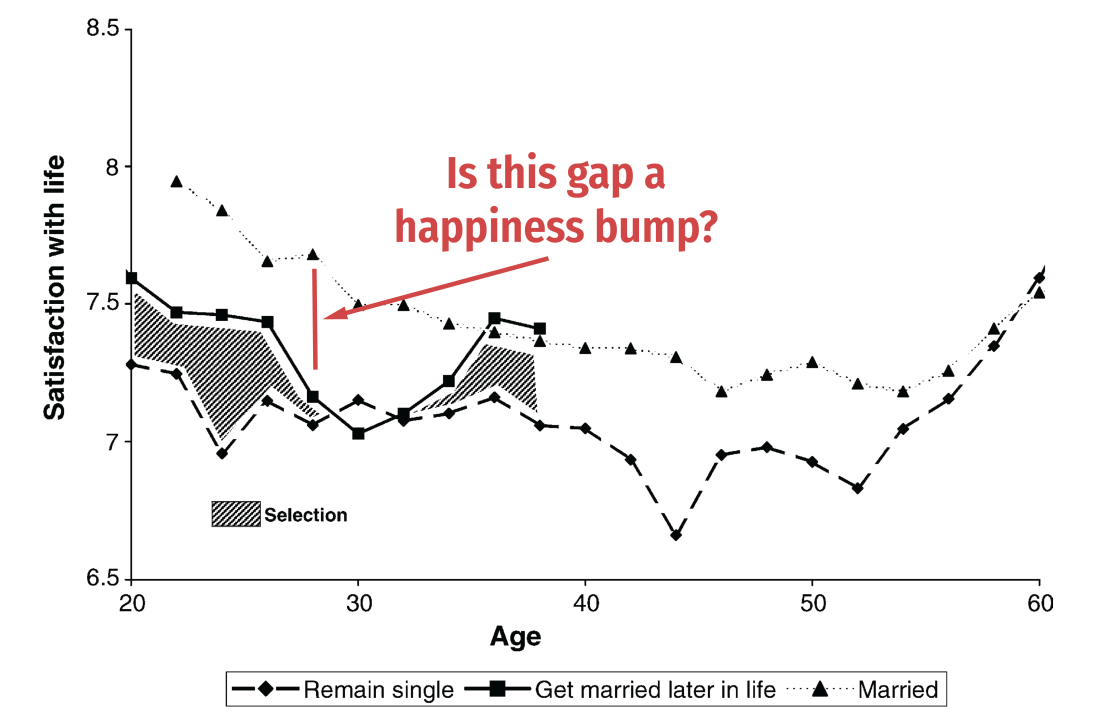 8.5
8
7.5
7
6.5
Satisfaction with life
Is this gap a
happiness bump?
Selection
20 30 40 50 60
Age
Remain single Get married later in life Married